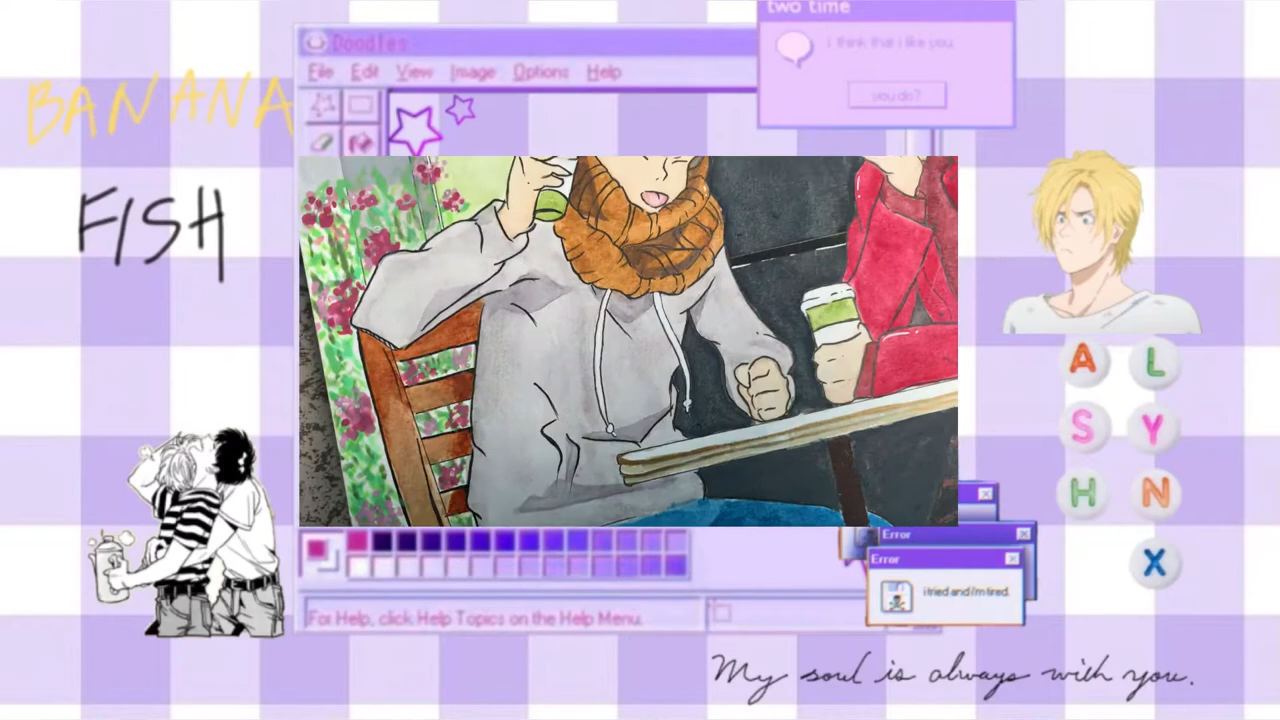 two time
i think that i like you.
you do?
Doodles
File Edit View Image Options Help
BANANA
FISH
A L
S Y
H N
X
Error
Error
i tried and i'm tired.
For Help, click Help Topics on the Help Menu.
My soul is always with you.